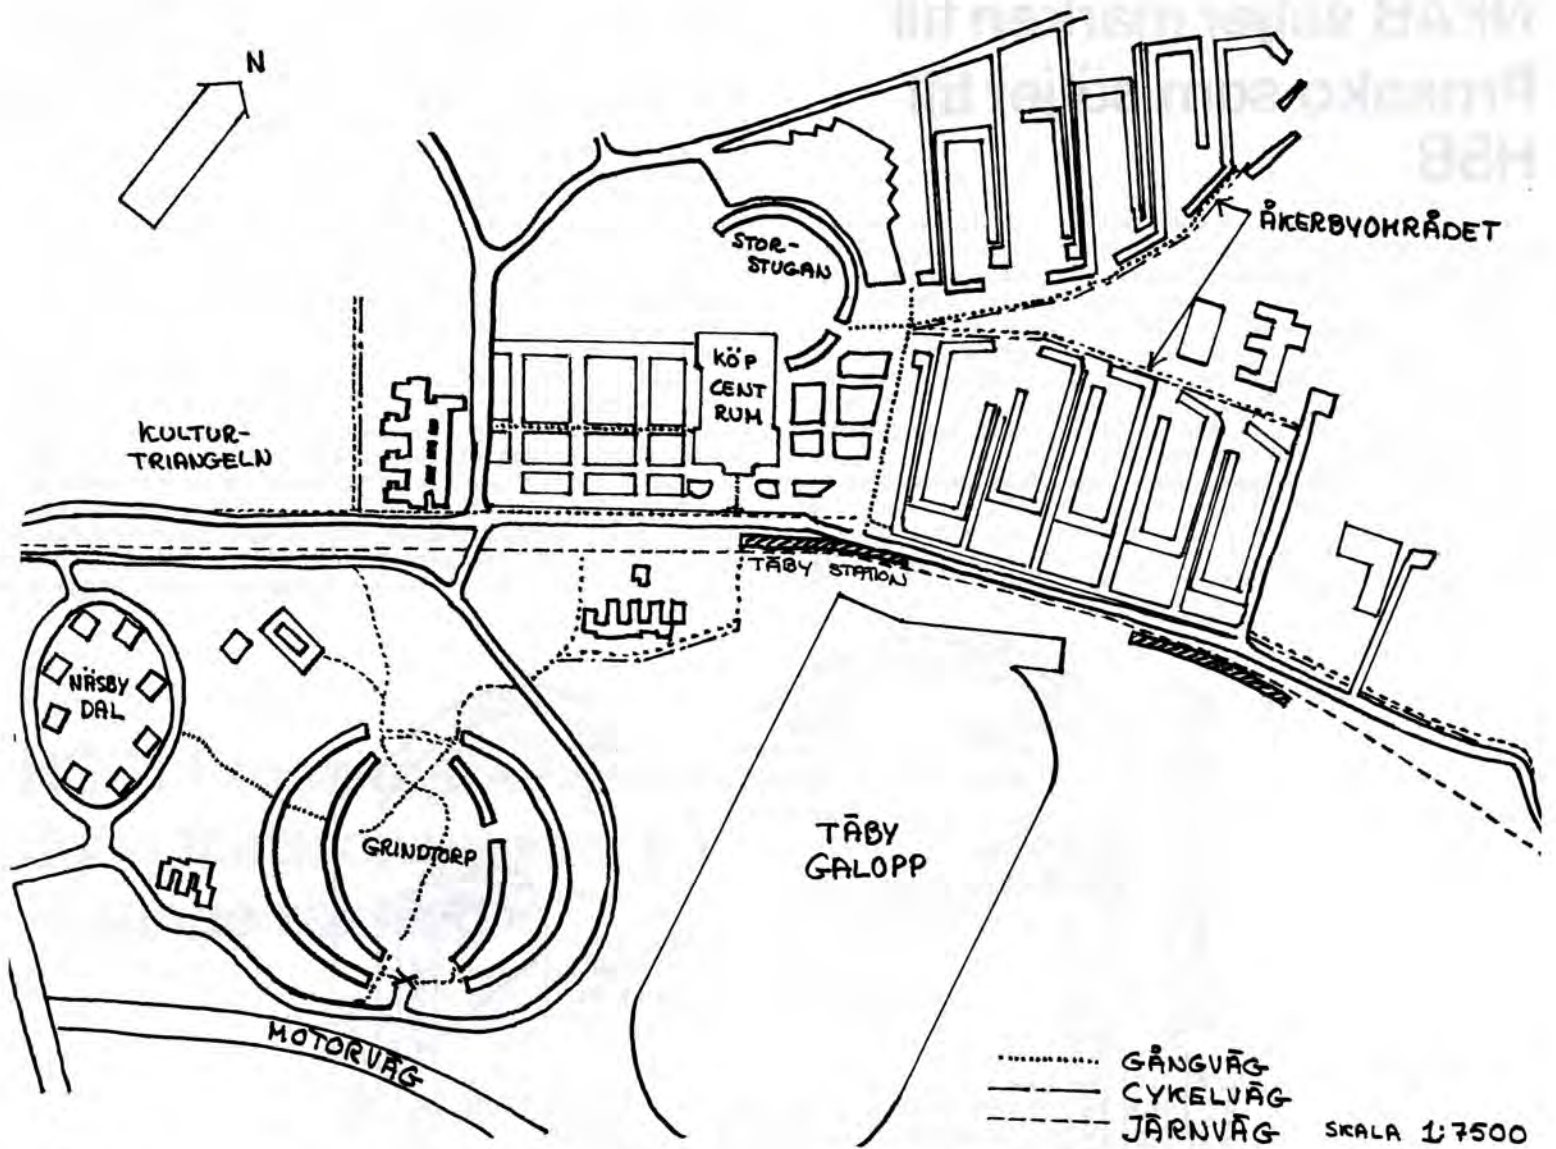 N
STOR-
STUGAN
ÅKERBYOMRÅDET
KÖP
CENT
RUM
KULTUR-
TRIANGELN
TÄBY STATION
NÄSBY
DAL
GRINDTORP
TÄBY
GALOPP
MOTORVÄG
GÅNGVÄG
CYKELVÄG
JÄRNVÄG
SKALA 1:7500